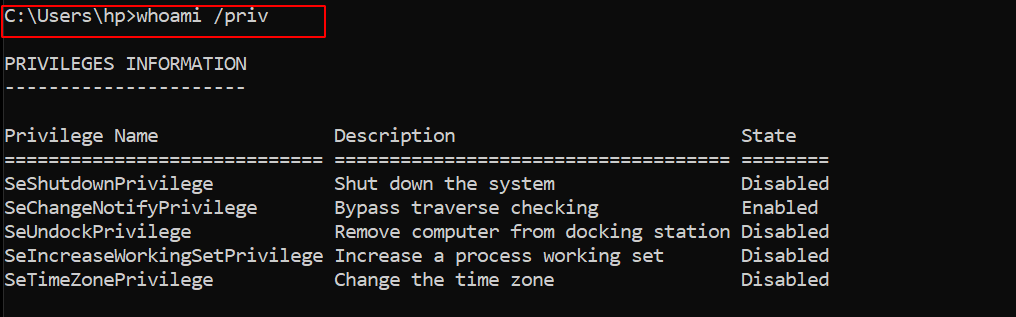 C:\Users\hp>whoami /priv
PRIVILEGES INFORMATION
----------------------
Privilege Name                Description                          State
============================= ==================================== ========
SeShutdownPrivilege           Shut down the system                 Disabled
SeChangeNotifyPrivilege       Bypass traverse checking             Enabled
SeUndockPrivilege             Remove computer from docking station Disabled
SeIncreaseWorkingSetPrivilege Increase a process working set       Disabled
SeTimeZonePrivilege           Change the time zone                 Disabled